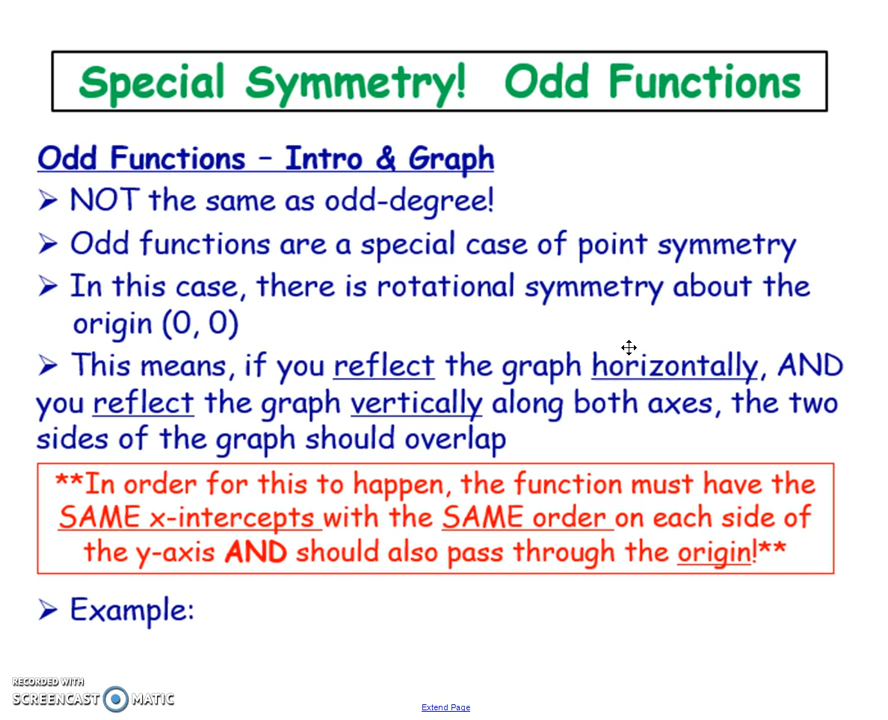 Special Symmetry! Odd Functions
Odd Functions – Intro & Graph
➢ NOT the same as odd-degree!
➢ Odd functions are a special case of point symmetry
➢ In this case, there is rotational symmetry about the
origin (0, 0)
➢ This means, if you reflect the graph horizontally, AND
you reflect the graph vertically along both axes, the two
sides of the graph should overlap
**In order for this to happen, the function must have the
SAME x-intercepts with the SAME order on each side of
the y-axis AND should also pass through the origin!**
➢ Example:
RECORDED WITH
SCREENCAST MATIC
Extend Page